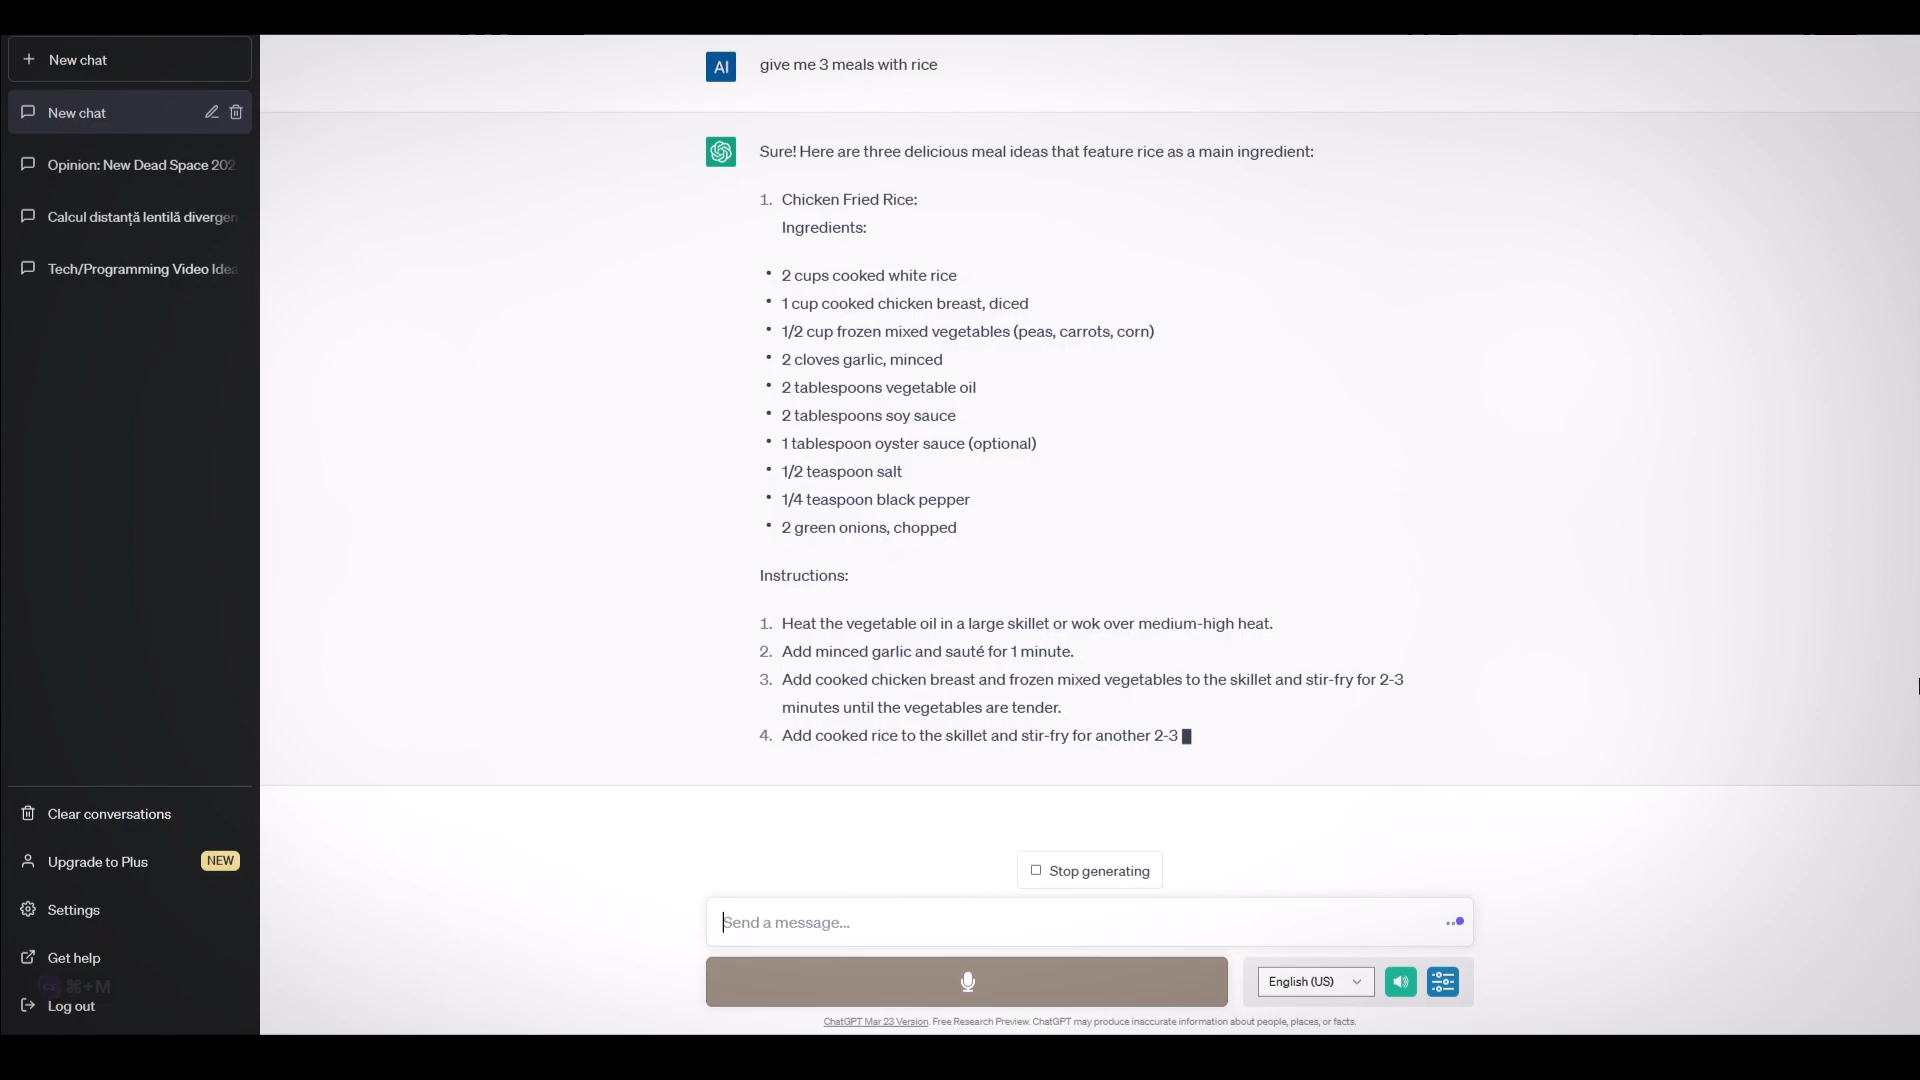 New chat
New chat
Opinion: New Dead Space 202
Calcul distanță lentilă divergen
Tech/Programming Video Idea
Clear conversations
Upgrade to Plus NEW
Settings
Get help
⌘+M
Log out
AI give me 3 meals with rice
Sure! Here are three delicious meal ideas that feature rice as a main ingredient:
1. Chicken Fried Rice:
Ingredients:
• 2 cups cooked white rice
• 1 cup cooked chicken breast, diced
• 1/2 cup frozen mixed vegetables (peas, carrots, corn)
• 2 cloves garlic, minced
• 2 tablespoons vegetable oil
• 2 tablespoons soy sauce
• 1 tablespoon oyster sauce (optional)
• 1/2 teaspoon salt
• 1/4 teaspoon black pepper
• 2 green onions, chopped
Instructions:
1. Heat the vegetable oil in a large skillet or wok over medium-high heat.
2. Add minced garlic and sauté for 1 minute.
3. Add cooked chicken breast and frozen mixed vegetables to the skillet and stir-fry for 2-3
minutes until the vegetables are tender.
4. Add cooked rice to the skillet and stir-fry for another 2-3
Stop generating
Send a message...
English (US)
ChatGPT Mar 23 Version. Free Research Preview. ChatGPT may produce inaccurate information about people, places, or facts.